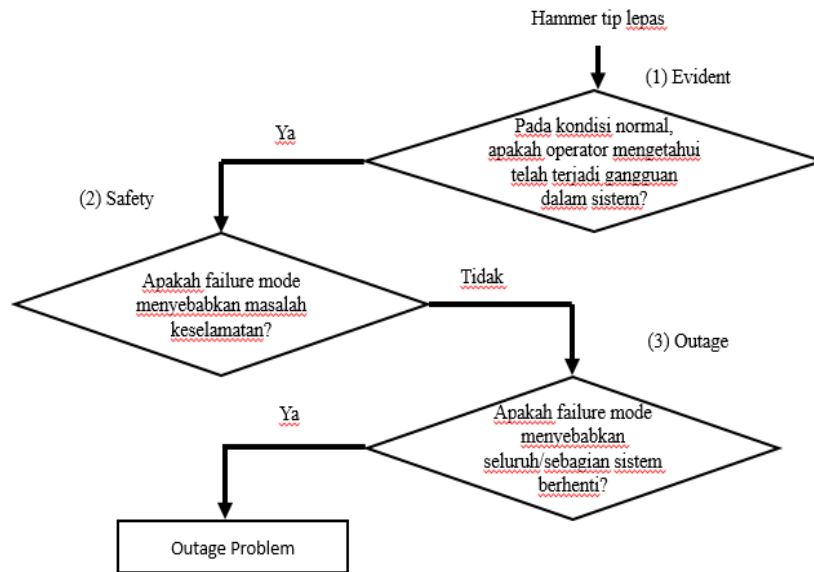 Hammer tip lepas
(1) Evident
Pada kondisi normal,
apakah operator mengetahui
telah terjadi gangguan
dalam sistem?
Ya
(2) Safety
Apakah failure mode
menyebabkan masalah
keselamatan?
Tidak
(3) Outage
Apakah failure mode
menyebabkan
seluruh/sebagian sistem
berhenti?
Ya
Outage Problem